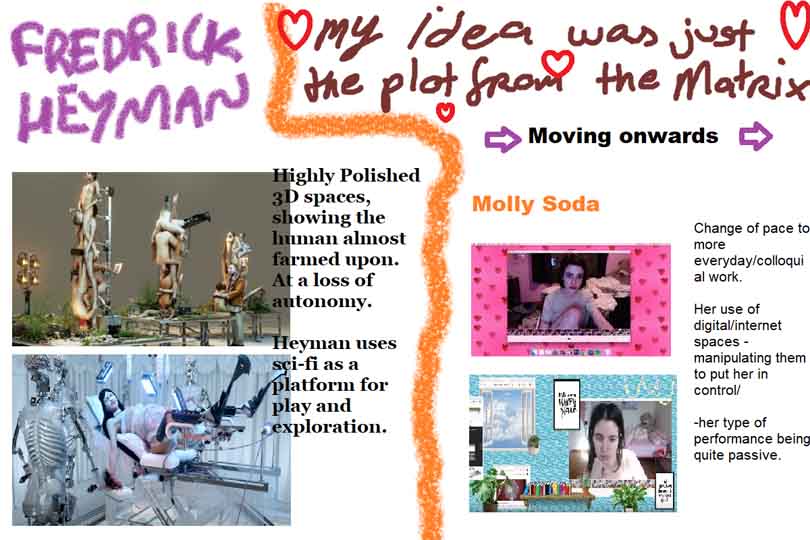 FREDRICK
HEYMAN
my idea was just
the plot from the Matrix
Moving onwards
Highly Polished
3D spaces,
showing the
human almost
farmed upon.
At a loss of
autonomy.
Heyman uses
sci-fi as a
platform for
play and
exploration.
Molly Soda
Change of pace to
more
everyday/colloqui
al work.
Her use of
digital/internet
spaces -
manipulating them
to put her in
control/
-her type of
performance being
quite passive.